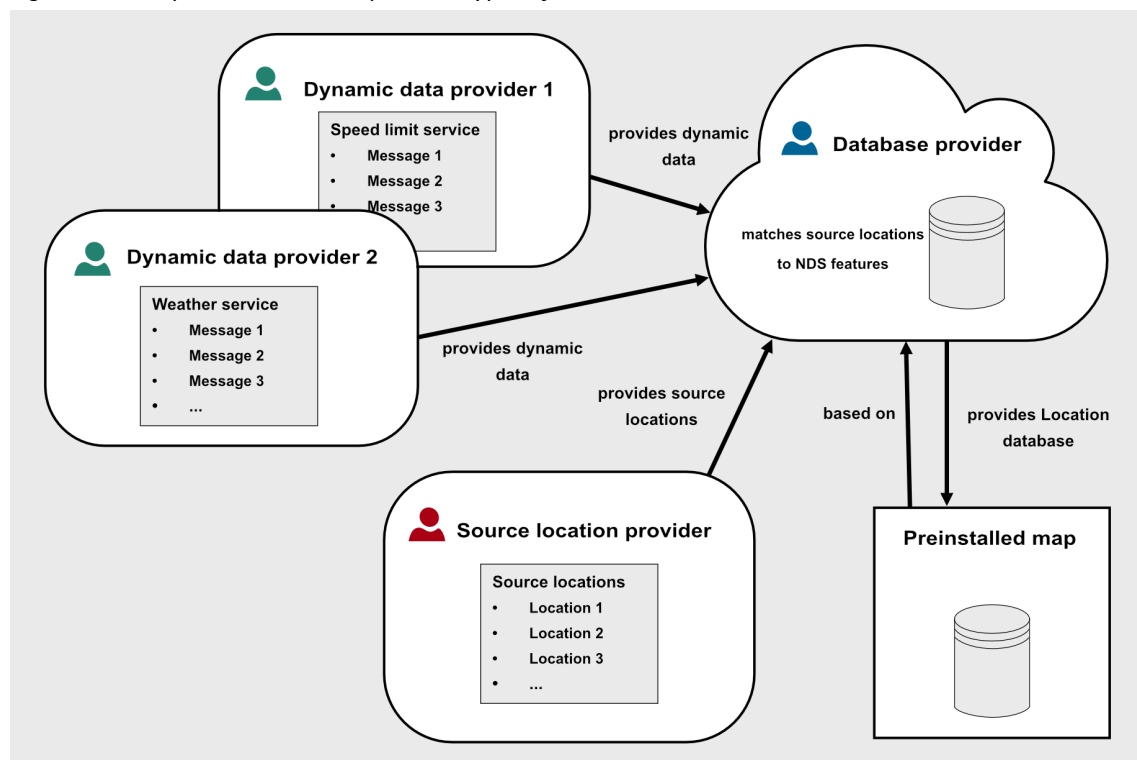 Dynamic data provider 1
Speed limit service
• Message 1
• Message 2
• Message 3
Dynamic data provider 2
Weather service
• Message 1
• Message 2
• Message 3
• ...
provides dynamic
data
provides dynamic
data
Database provider
matches source locations
to NDS features
provides source
locations
based on
provides Location
database
Source location provider
Source locations
• Location 1
• Location 2
• Location 3
• ...
Preinstalled map